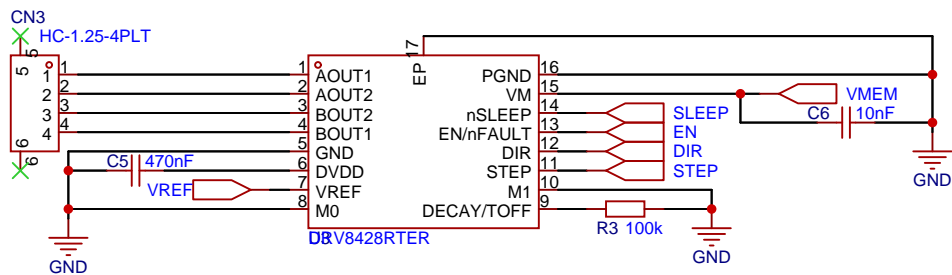 CN3
HC-1.25-4PLT
5
5
1
2
3
4
6
6
1
2
3
4
17
EP
1
2
3
4
5
6
7
8
AOUT1
AOUT2
BOUT2
BOUT1
GND
DVDD
VREF
M0
PGND
VM
nSLEEP
EN/nFAULT
DIR
STEP
M1
DECAY/TOFF
16
15
14
13
12
11
10
9
C5 470nF
VREF
DRV8428RTER
GND
VMEM
C6 10nF
SLEEP
EN
DIR
STEP
R3 100k
GND
GND